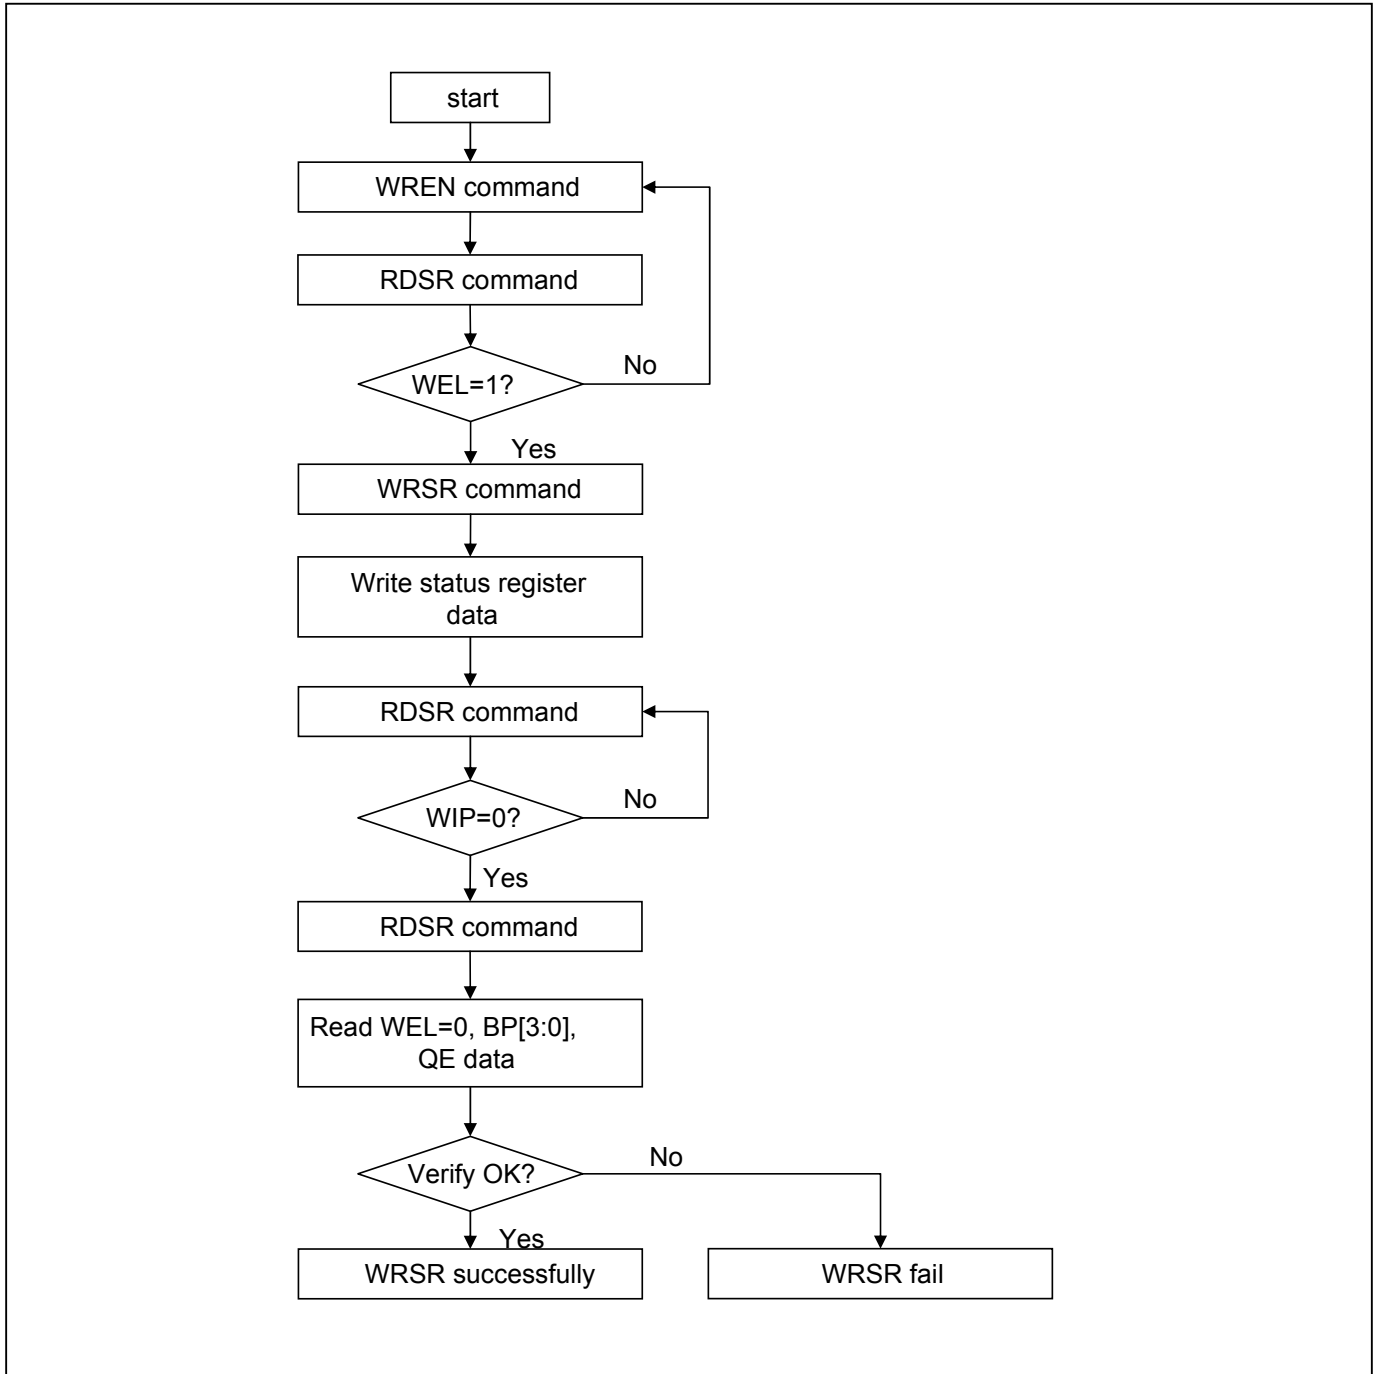 start
WREN command
RDSR command
No
WEL=1?
Yes
WRSR command
Write status register
data
RDSR command
No
WIP=0?
Yes
RDSR command
Read WEL=0, BP[3:0],
QE data
No
Verify OK?
Yes
WRSR successfully
WRSR fail